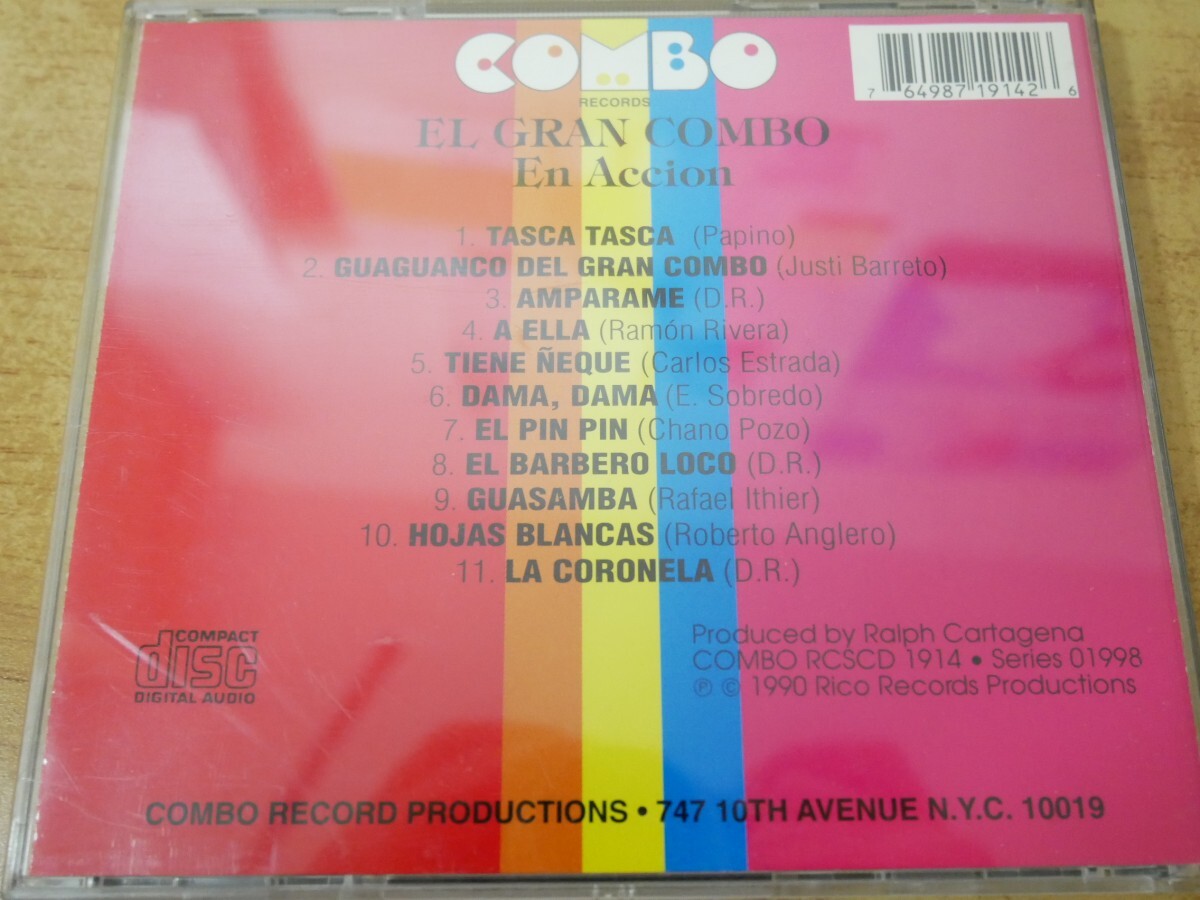 COMBO
RECORDS
7 64987 19142 6
EL GRAN COMBO
En Accion
1. TASCA TASCA (Papino)
2. GUAGUANCO DEL GRAN COMBO (Justi Barreto)
3. AMPARAME (D.R.)
4. A ELLA (Ramón Rivera)
5. TIENE ÑEQUE (Carlos Estrada)
6. DAMA, DAMA (E. Sobredo)
7. EL PIN PIN (Chano Pozo)
8. EL BARBERO LOCO (D.R.)
9. GUASAMBA (Rafael Ithier)
10. HOJAS BLANCAS (Roberto Anglero)
11. LA CORONELA (D.R.)
COMPACT
disc
DIGITAL AUDIO
Produced by Ralph Cartagena
COMBO RCSCD 1914 • Series 01998
℗ © 1990 Rico Records Productions
COMBO RECORD PRODUCTIONS • 747 10TH AVENUE N.Y.C. 10019